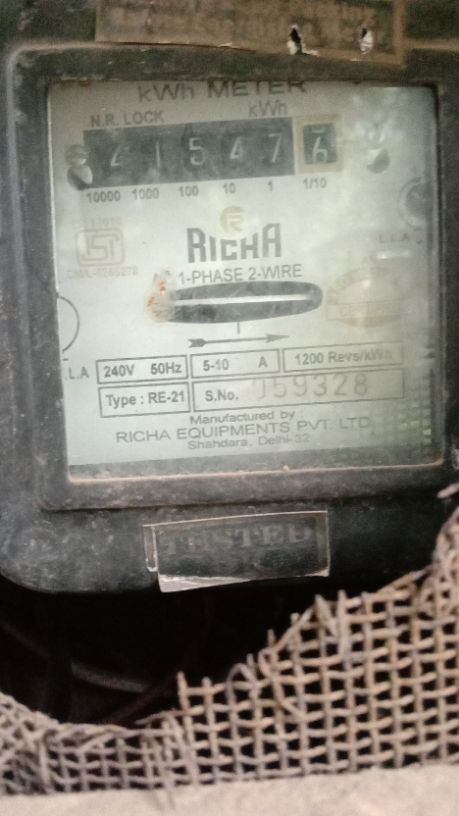 kWh METER
N.R. LOCK kWh
4 1 5 4 7 6
10000 1000 100 10 1 1/10
RICHA
1-PHASE 2-WIRE
L.A 240V 50Hz 5-10 A 1200 Revs/kWh
Type : RE-21 S.No. 959328
Manufactured by :
RICHA EQUIPMENTS PVT. LTD.
Shahdara, Delhi-32
TESTED